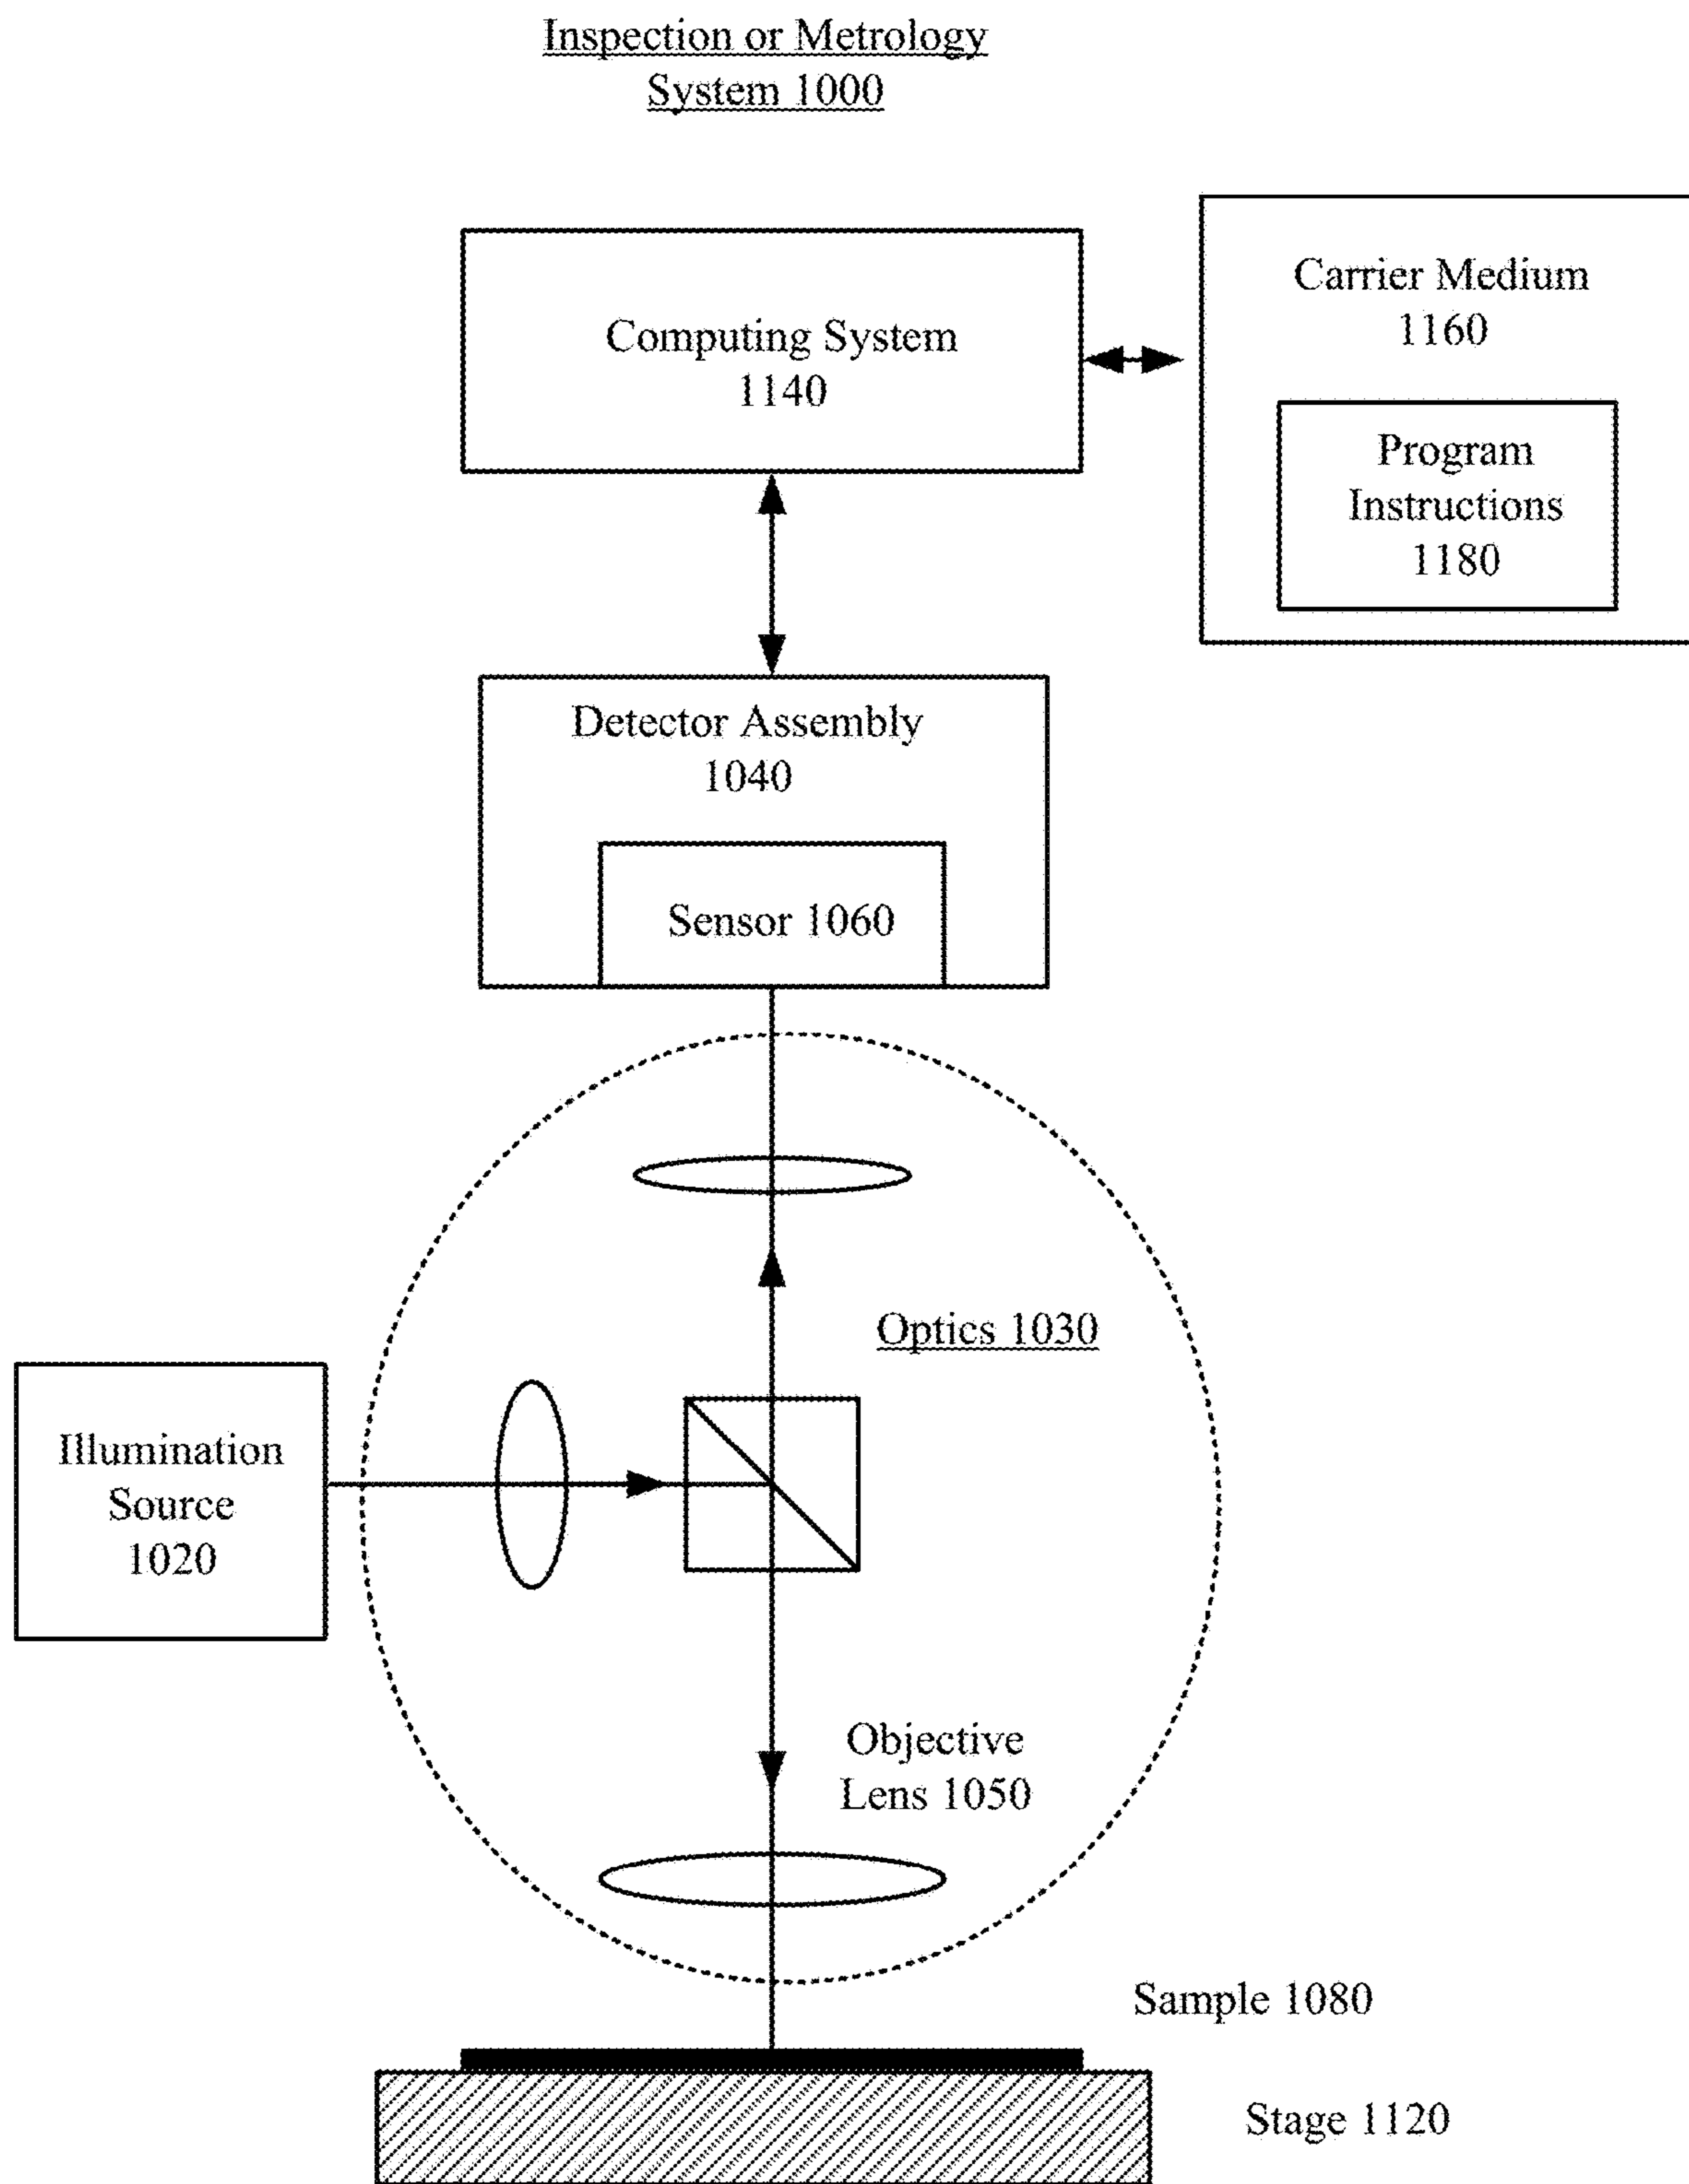 Inspection or Metrology
System 1000
Computing System
1140
Carrier Medium
1160
Program
Instructions
1180
Detector Assembly
1040
Sensor 1060
Optics 1030
Illumination
Source
1020
Objective
Lens 1050
Sample 1080
Stage 1120